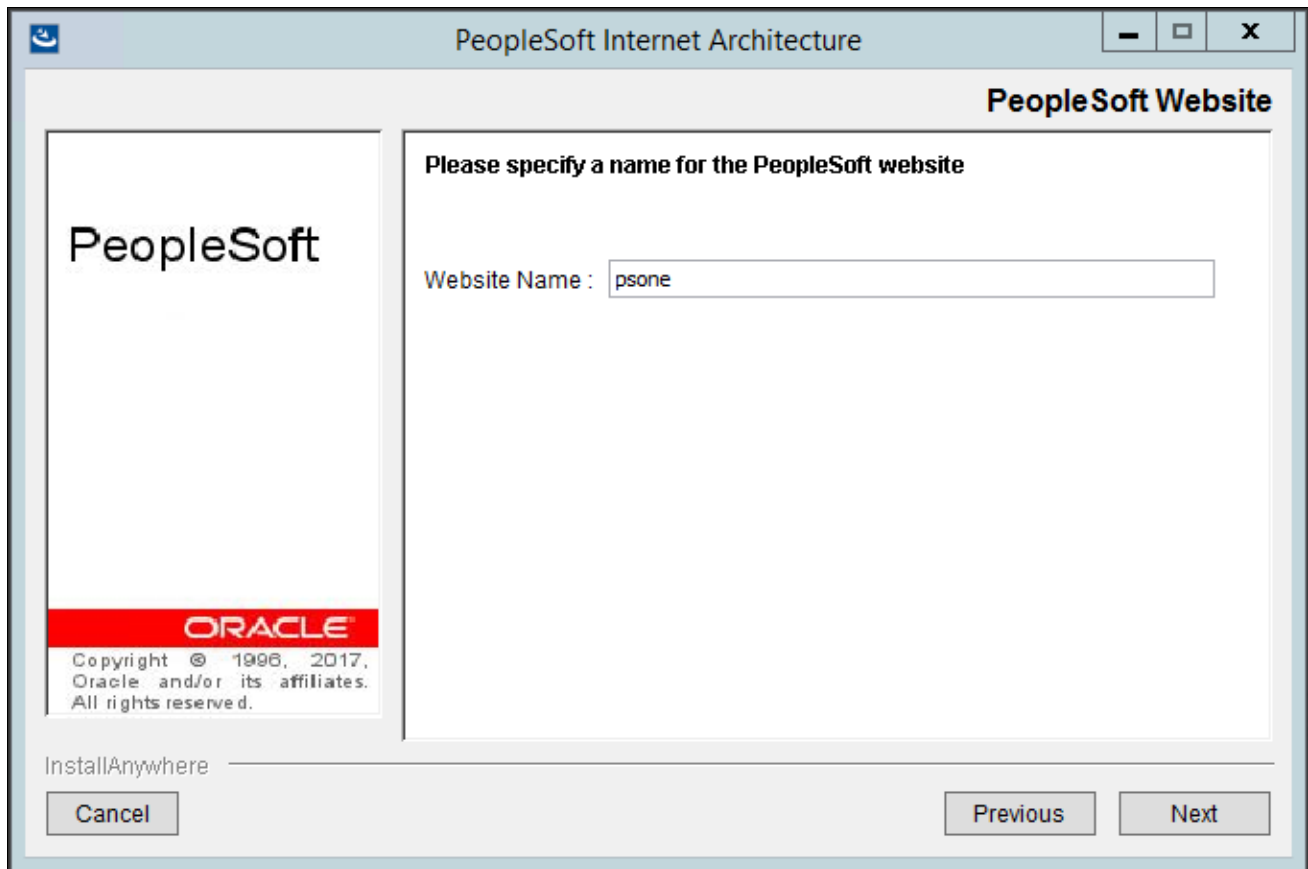 PeopleSoft Internet Architecture
PeopleSoft Website
PeopleSoft
ORACLE
Copyright © 1996, 2017,
Oracle and/or its affiliates.
All rights reserved.
Please specify a name for the PeopleSoft website
Website Name : psone
InstallAnywhere
Cancel
Previous
Next